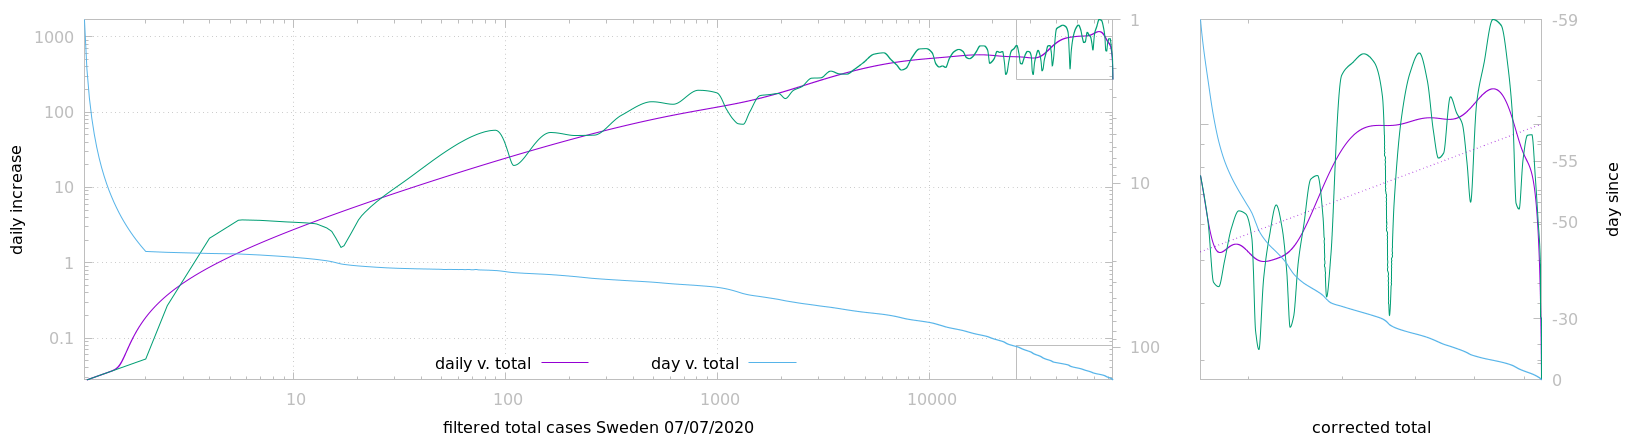 daily increase
1000
100
10
1
0.1
daily v. total
day v. total
10
100
1000
10000
filtered total cases Sweden 07/07/2020
1
10
100
-59
-55
-50
-30
0
day since
corrected total